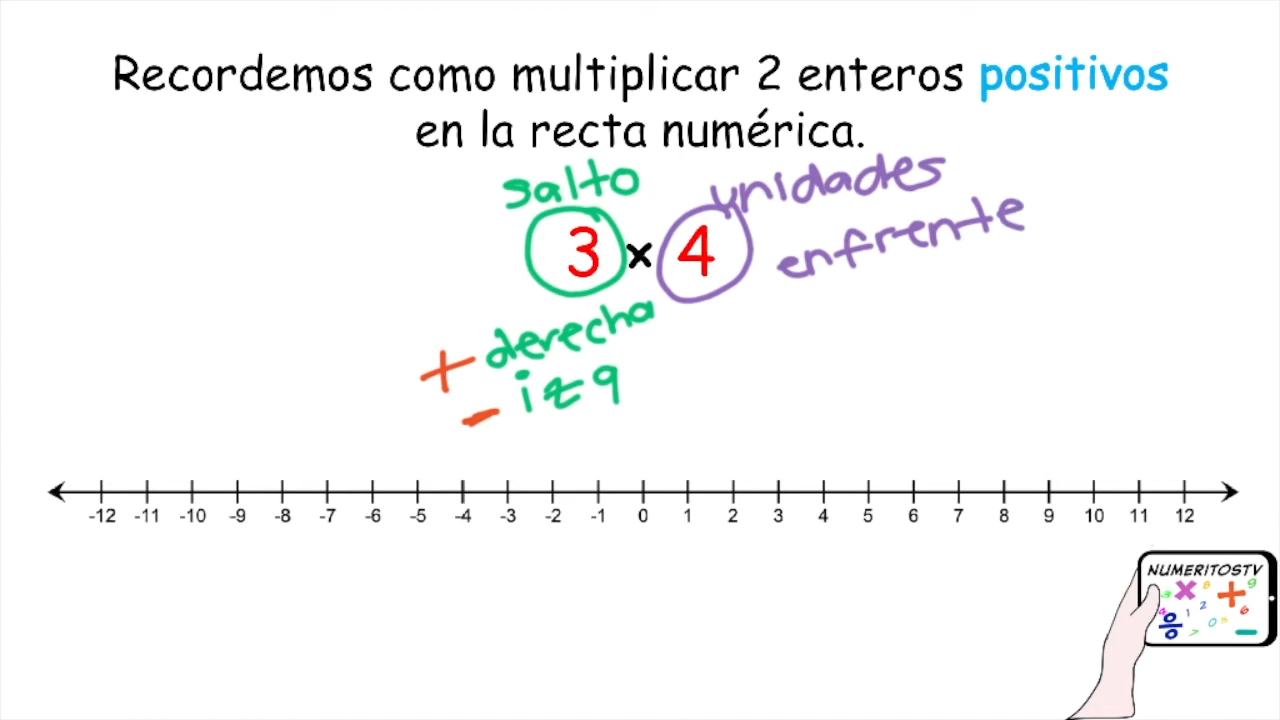 Recordemos como multiplicar 2 enteros positivos
en la recta numérica.
salto unidades
3 × 4 enfrente
+ derecha
- izq
-12 -11 -10 -9 -8 -7 -6 -5 -4 -3 -2 -1 0 1 2 3 4 5 6 7 8 9 10 11 12
NUMERITOSTV